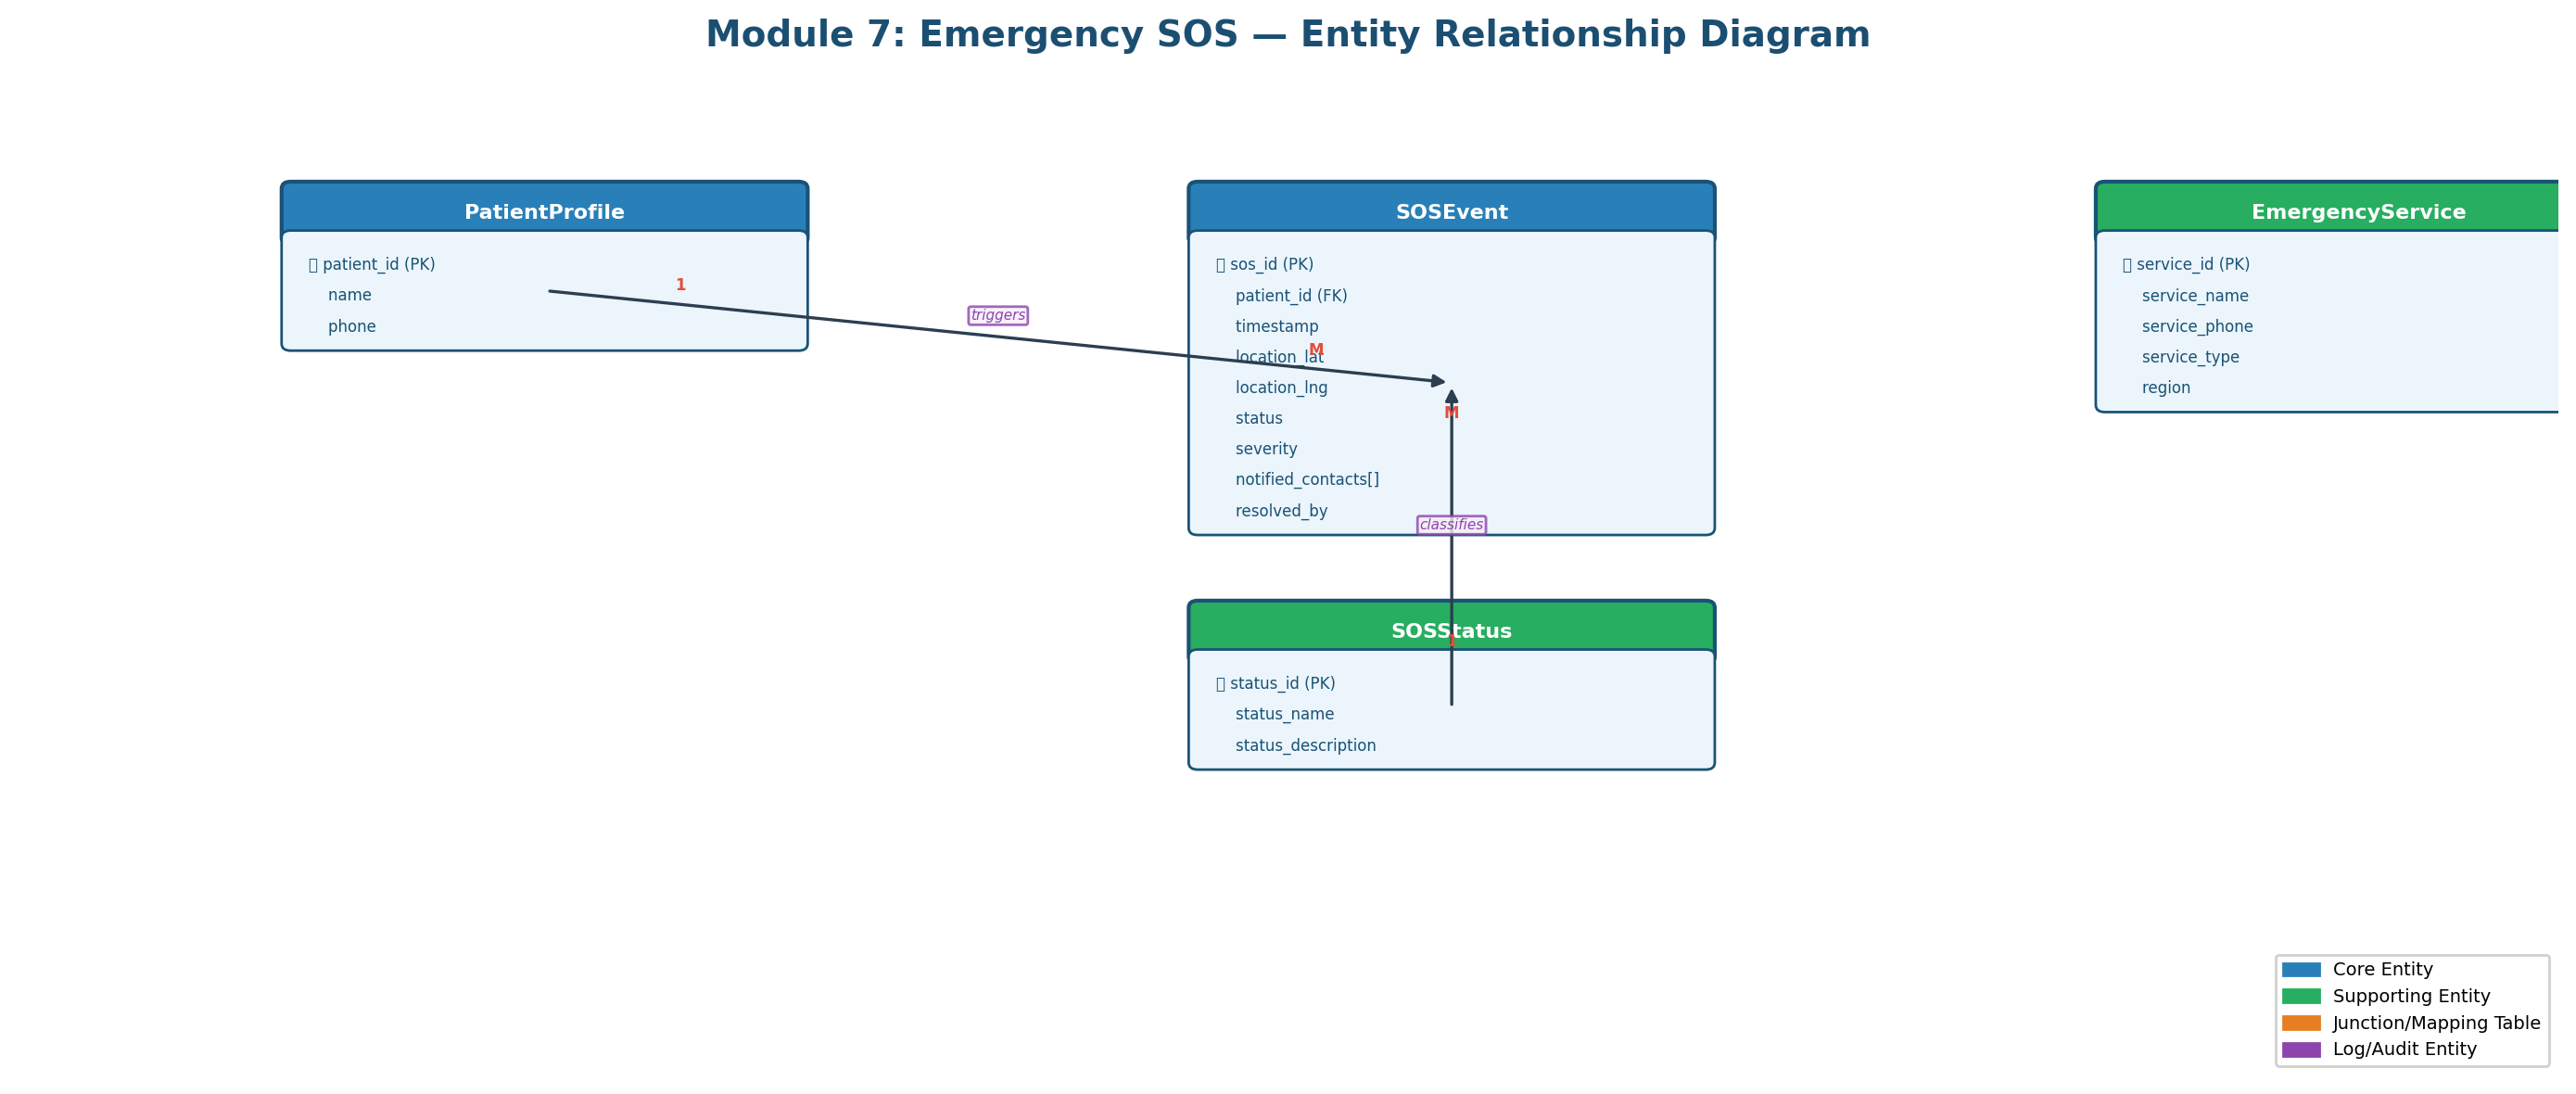 Module 7: Emergency SOS — Entity Relationship Diagram
PatientProfile
patient_id (PK)
name
phone
1
triggers
SOSEvent
sos_id (PK)
patient_id (FK)
timestamp
location_lat
M
location_lng
status
M
severity
notified_contacts[]
resolved_by
classifies
SOSStatus
1
status_id (PK)
status_name
status_description
EmergencyService
service_id (PK)
service_name
service_phone
service_type
region
Core Entity
Supporting Entity
Junction/Mapping Table
Log/Audit Entity